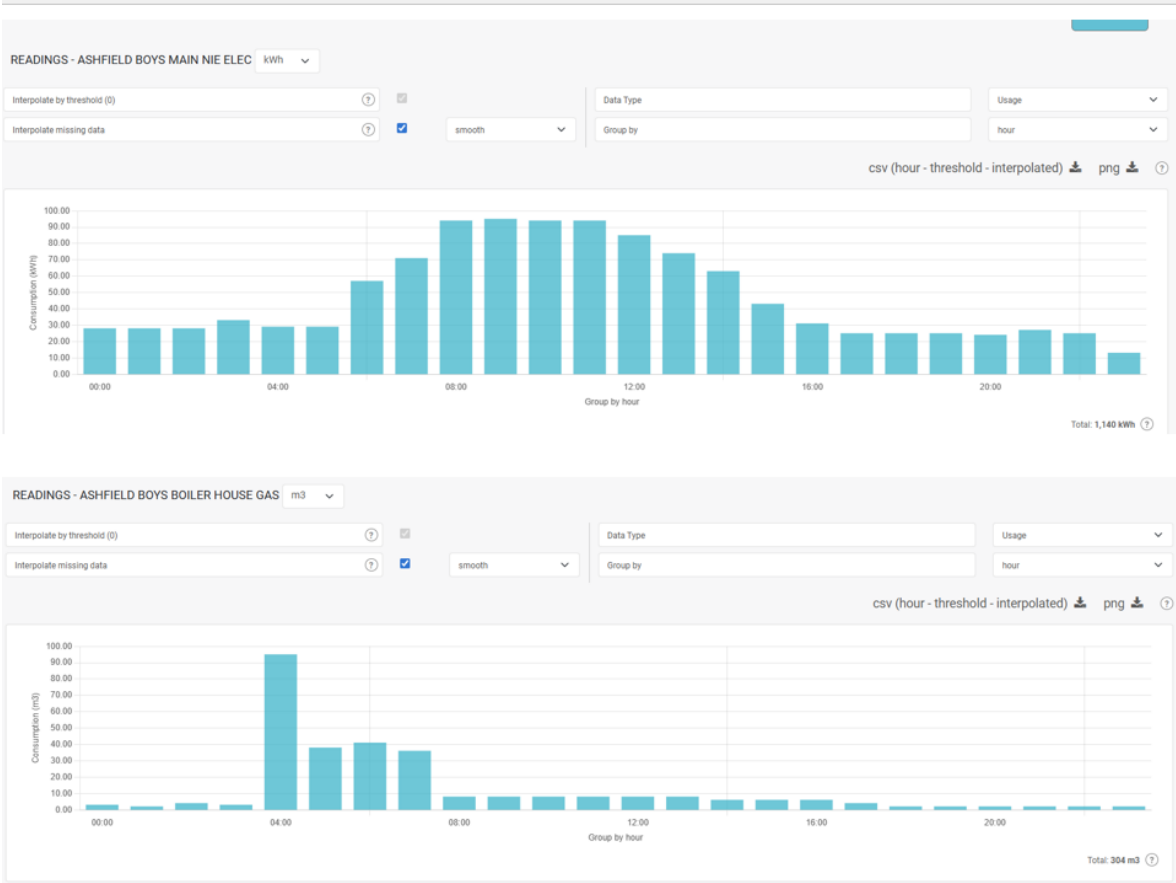 READINGS - ASHFIELD BOYS MAIN NIE ELEC kWh
Interpolate by threshold (0) ? Data Type Usage
Interpolate missing data ? smooth Group by hour
csv (hour - threshold - interpolated) png ?
100.00
90.00
80.00
70.00
60.00
50.00
40.00
30.00
20.00
10.00
0.00
Consumption (kWh)
00:00 04:00 08:00 12:00 16:00 20:00
Group by hour
Total: 1,140 kWh ?
READINGS - ASHFIELD BOYS BOILER HOUSE GAS m3
Interpolate by threshold (0) ? Data Type Usage
Interpolate missing data ? smooth Group by hour
csv (hour - threshold - interpolated) png ?
100.00
90.00
80.00
70.00
60.00
50.00
40.00
30.00
20.00
10.00
0.00
Consumption (m3)
00:00 04:00 08:00 12:00 16:00 20:00
Group by hour
Total: 304 m3 ?